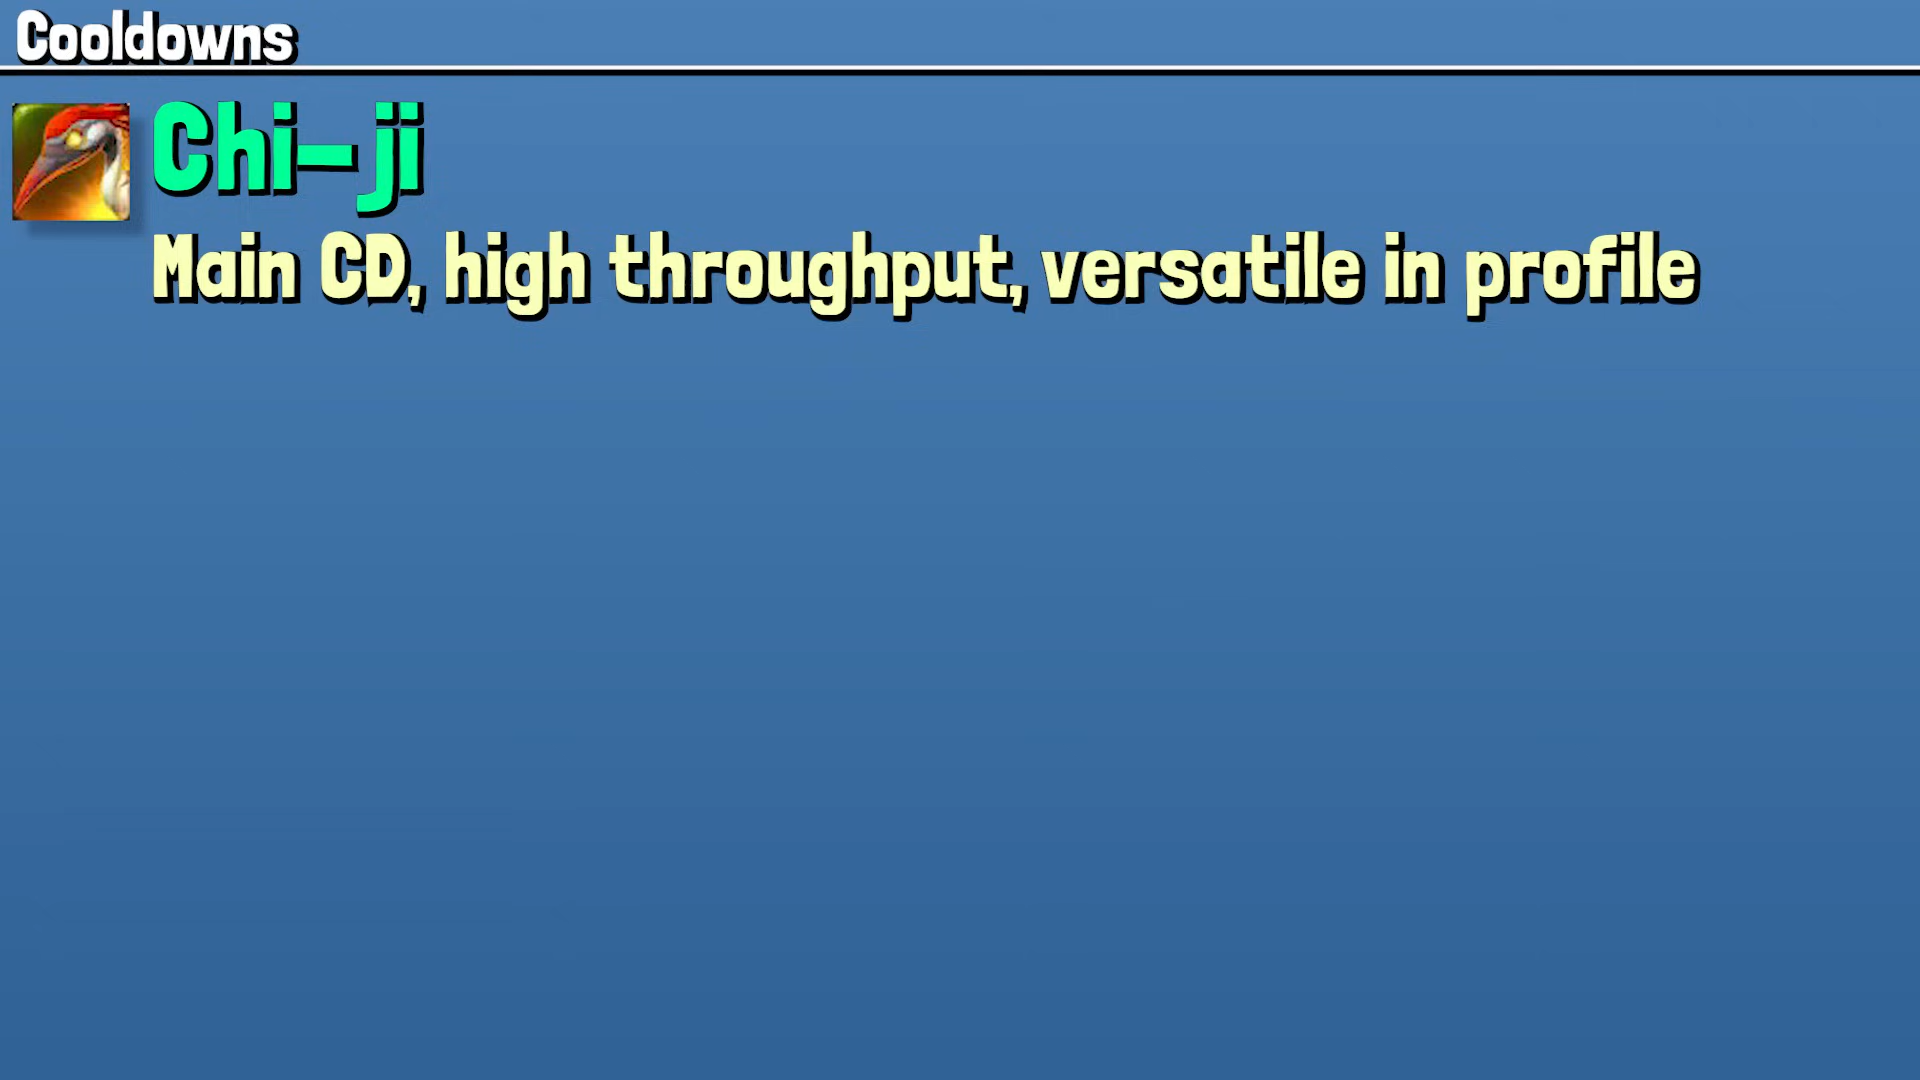 Cooldowns
Chi-ji
Main CD, high throughput, versatile in profile